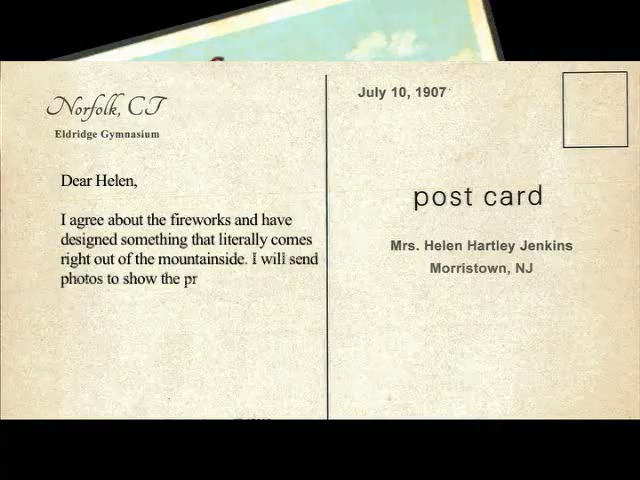 Norfolk, CT
Eldridge Gymnasium
Dear Helen,
I agree about the fireworks and have
designed something that literally comes
right out of the mountainside. I will send
photos to show the pr
July 10, 1907
post card
Mrs. Helen Hartley Jenkins
Morristown, NJ